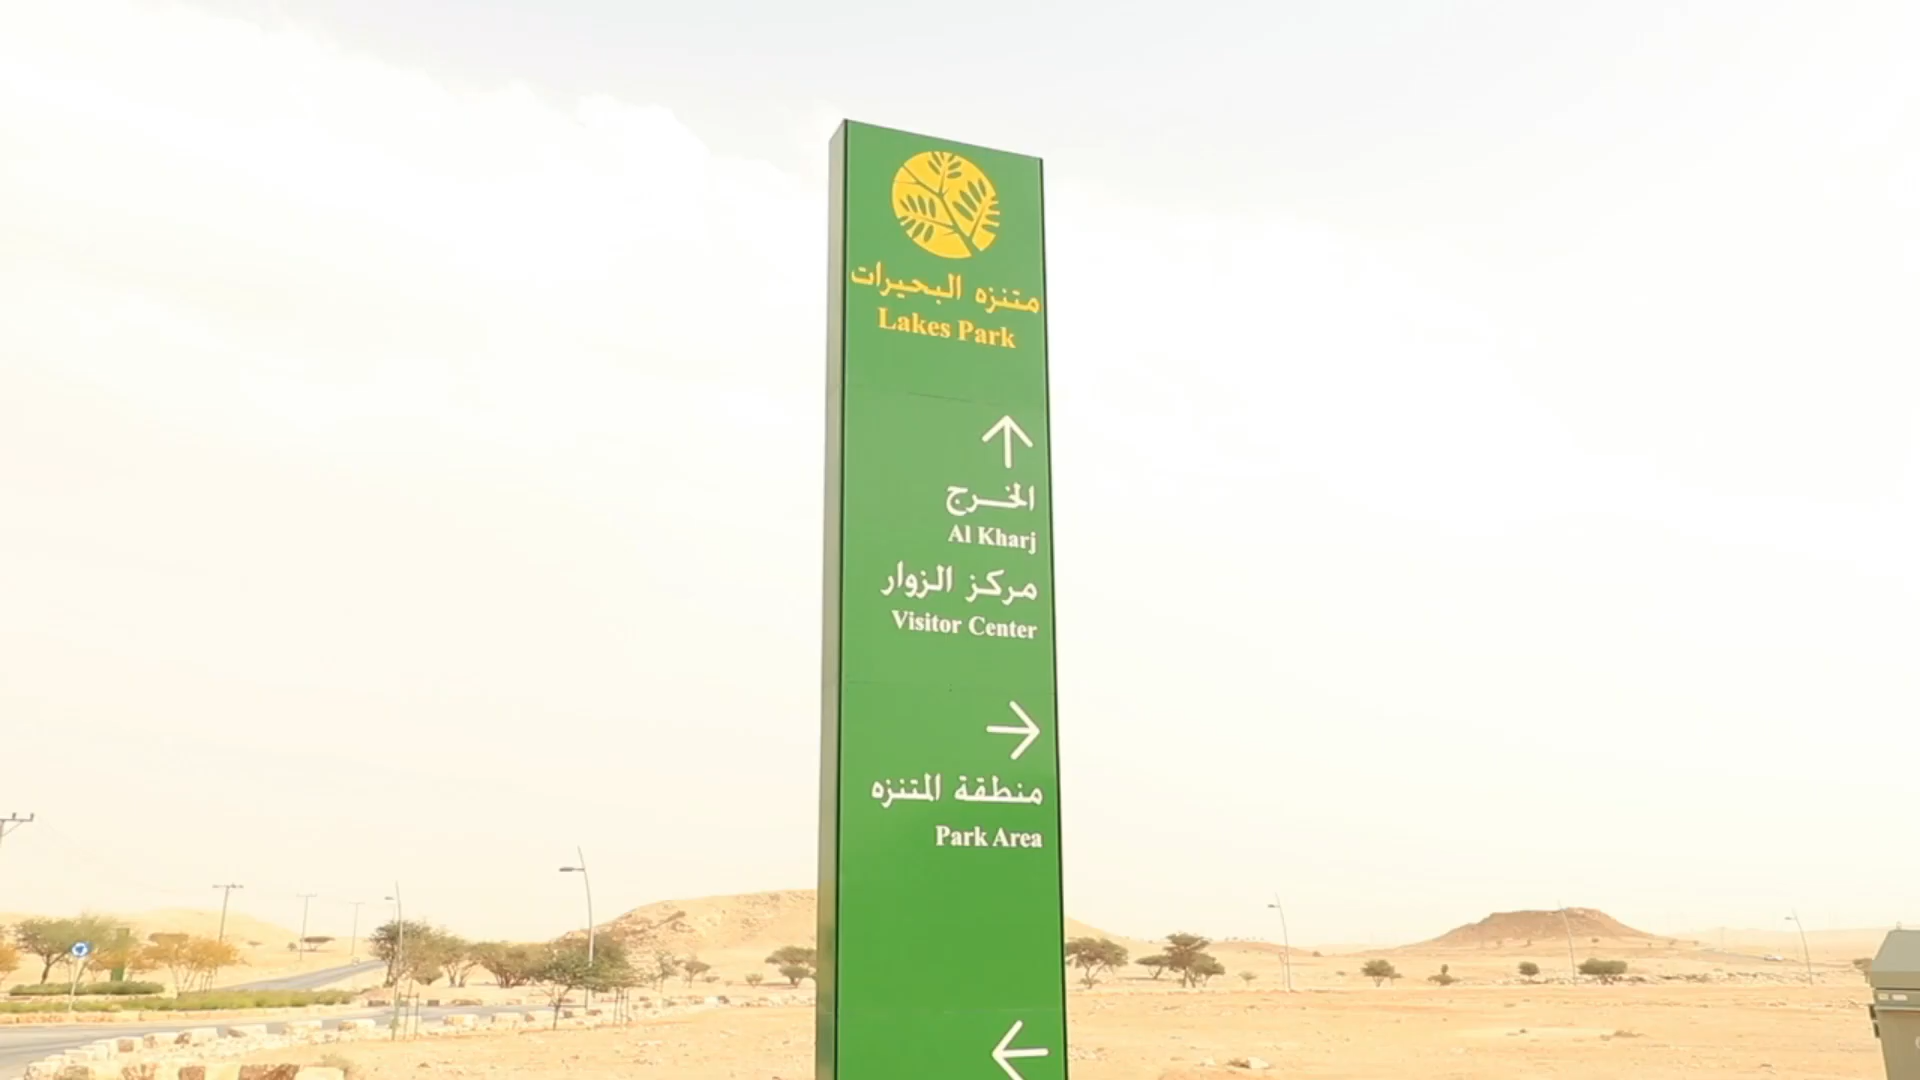 متنزه البحيرات
Lakes Park
الخرج
Al Kharj
مركز الزوار
Visitor Center
منطقة المتنزه
Park Area